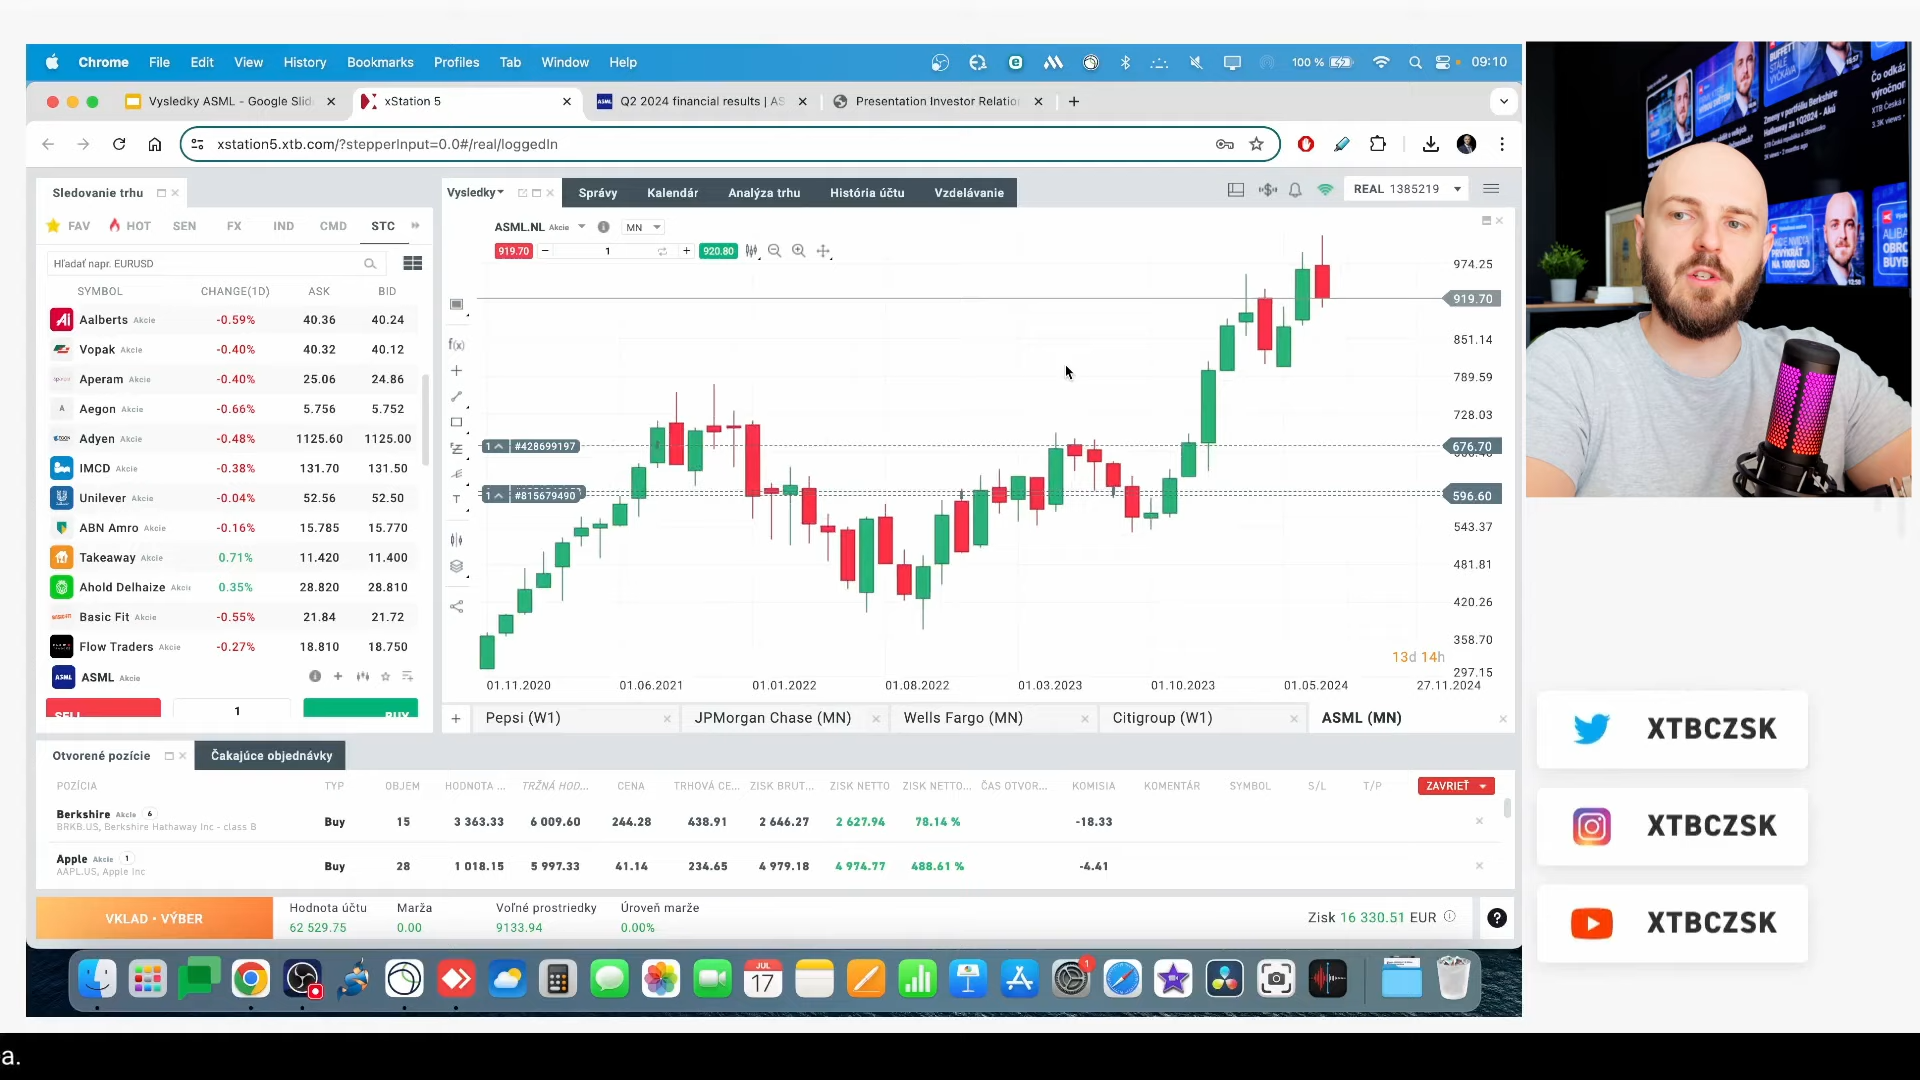 Chrome File Edit View History Bookmarks Profiles Tab Window Help 100 % 09:10
Vysledky ASML - Google Slid xStation 5 Q2 2024 financial results | AS Presentation Investor Relatio
xstation5.xtb.com/?stepperInput=0.0#/real/loggedIn
Sledovanie trhu
FAV HOT SEN FX IND CMD STC
Hľadať napr. EURUSD
SYMBOL CHANGE(1D) ASK BID
Aalberts Akcie -0.59% 40.36 40.24
Vopak Akcie -0.40% 40.32 40.12
Aperam Akcie -0.40% 25.06 24.86
Aegon Akcie -0.66% 5.756 5.752
Adyen Akcie -0.48% 1125.60 1125.00
IMCD Akcie -0.38% 131.70 131.50
Unilever Akcie -0.04% 52.56 52.50
ABN Amro Akcie -0.16% 15.785 15.770
Takeaway Akcie 0.71% 11.420 11.400
Ahold Delhaize Akcie 0.35% 28.820 28.810
Basic Fit Akcie -0.55% 21.84 21.72
Flow Traders Akcie -0.27% 18.810 18.750
ASML Akcie
SELL 1 BUY
Vysledky Správy Kalendár Analýza trhu História účtu Vzdelávanie REAL 1385219
ASML.NL Akcie MN
919.70 1 920.80
974.25
919.70
851.14
789.59
728.03
1 #428699197 676.70
1 #815679490 596.60
543.37
481.81
420.26
358.70
13d 14h
297.15
01.11.2020 01.06.2021 01.01.2022 01.08.2022 01.03.2023 01.10.2023 01.05.2024 27.11.2024
Pepsi (W1) JPMorgan Chase (MN) Wells Fargo (MN) Citigroup (W1) ASML (MN)
Otvorené pozície Čakajúce objednávky
POZÍCIA TYP OBJEM HODNOTA ... TRŽNÁ HOD... CENA TRHOVÁ CE... ZISK BRUT... ZISK NETTO ZISK NETTO... ČAS OTVOR... KOMISIA KOMENTÁR SYMBOL S/L T/P ZAVRIEŤ
Berkshire Akcie 6 Buy 15 3 363.33 6 009.60 244.28 438.91 2 646.27 2 627.94 78.14 % -18.33
BRKB.US, Berkshire Hathaway Inc - class B
Apple Akcie 1 Buy 28 1 018.15 5 997.33 41.14 234.65 4 979.18 4 974.77 488.61 % -4.41
AAPL.US, Apple Inc
VKLAD • VÝBER
Hodnota účtu Marža Voľné prostriedky Úroveň marže
62 529.75 0.00 9133.94 0.00%
Zisk 16 330.51 EUR
JUL
17
1
XTBCZSK
XTBCZSK
XTBCZSK
a.